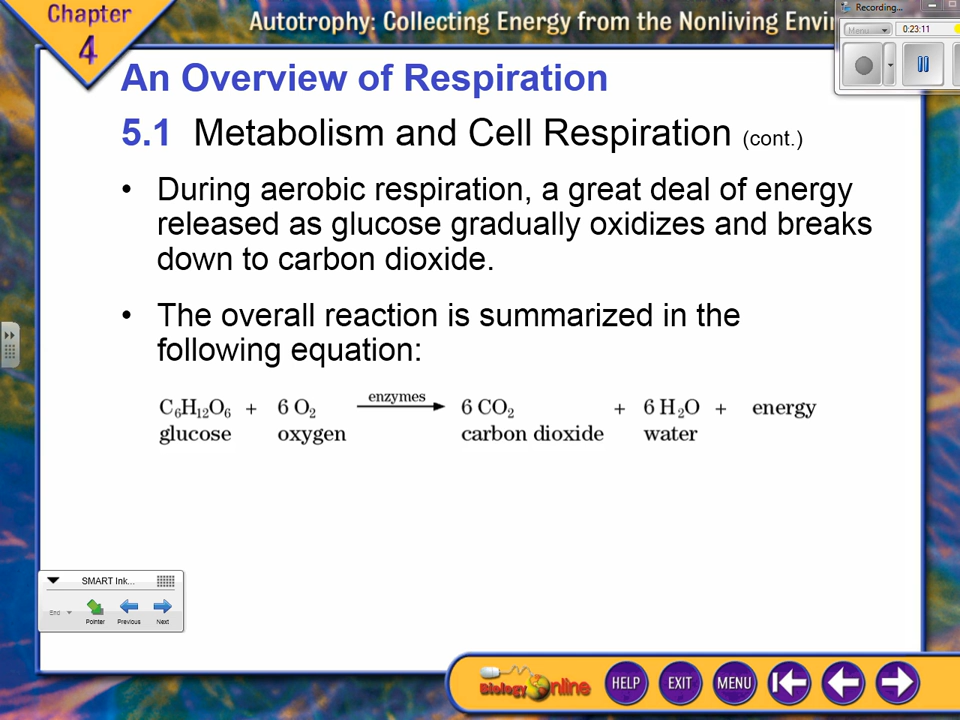 Chapter
4
Autotrophy: Collecting Energy from the Nonliving
Recording...
Menu
0:23:11
An Overview of Respiration
5.1 Metabolism and Cell Respiration (cont.)
• During aerobic respiration, a great deal of energy
released as glucose gradually oxidizes and breaks
down to carbon dioxide.
• The overall reaction is summarized in the
following equation:
enzymes
C₆H₁₂O₆ + 6 O₂ 6 CO₂ + 6 H₂O + energy
glucose oxygen carbon dioxide water
SMART Ink...
End
Pointer Previous Next
Biology Online
HELP EXIT MENU